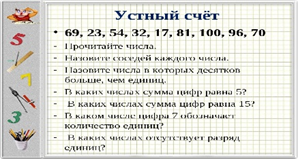 Устный счёт
• 69, 23, 54, 32, 17, 81, 100, 96, 70
- Прочитайте числа.
- Назовите соседей каждого числа.
- Назовите числа в которых десятков
больше, чем единиц.
- В каких числах сумма цифр равна 5?
- В каких числах сумма цифр равна 15?
- В каком числе цифра 7 обозначает
количество единиц?
- В каких числах отсутствует разряд
единиц?